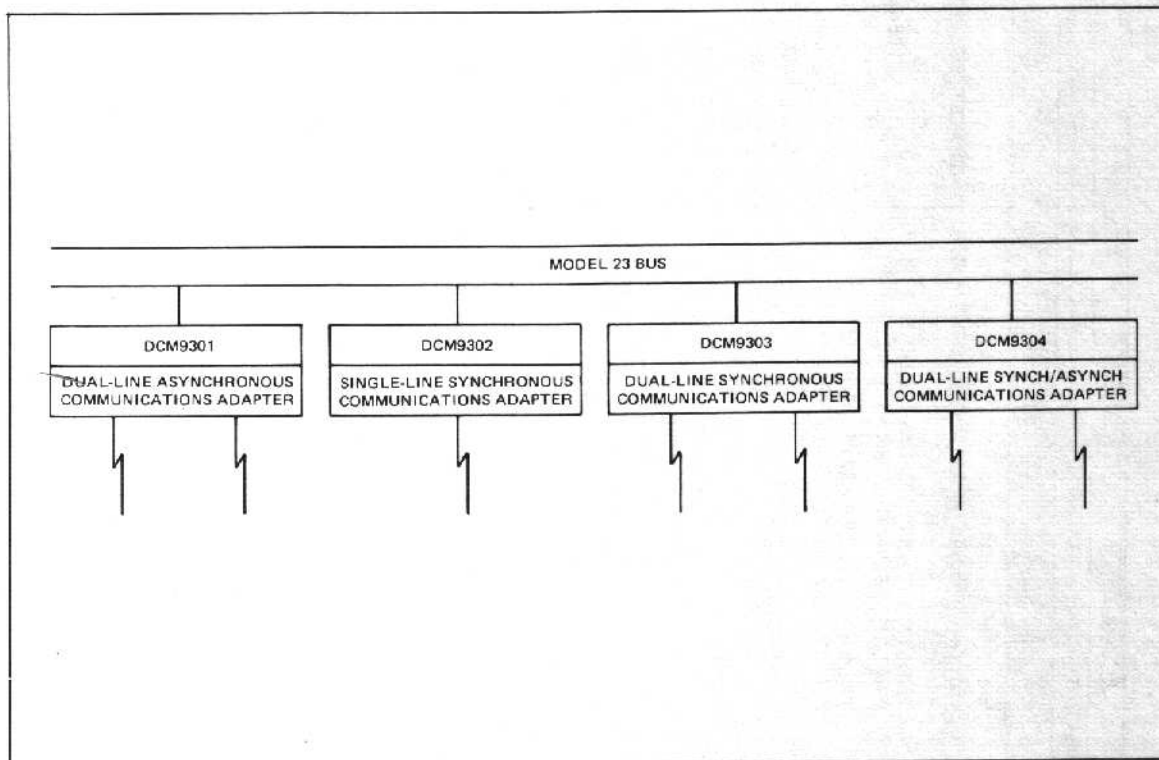 MODEL 23 BUS
DCM9301
DUAL-LINE ASYNCHRONOUS
COMMUNICATIONS ADAPTER
DCM9302
SINGLE-LINE SYNCHRONOUS
COMMUNICATIONS ADAPTER
DCM9303
DUAL-LINE SYNCHRONOUS
COMMUNICATIONS ADAPTER
DCM9304
DUAL-LINE SYNCH/ASYNCH
COMMUNICATIONS ADAPTER